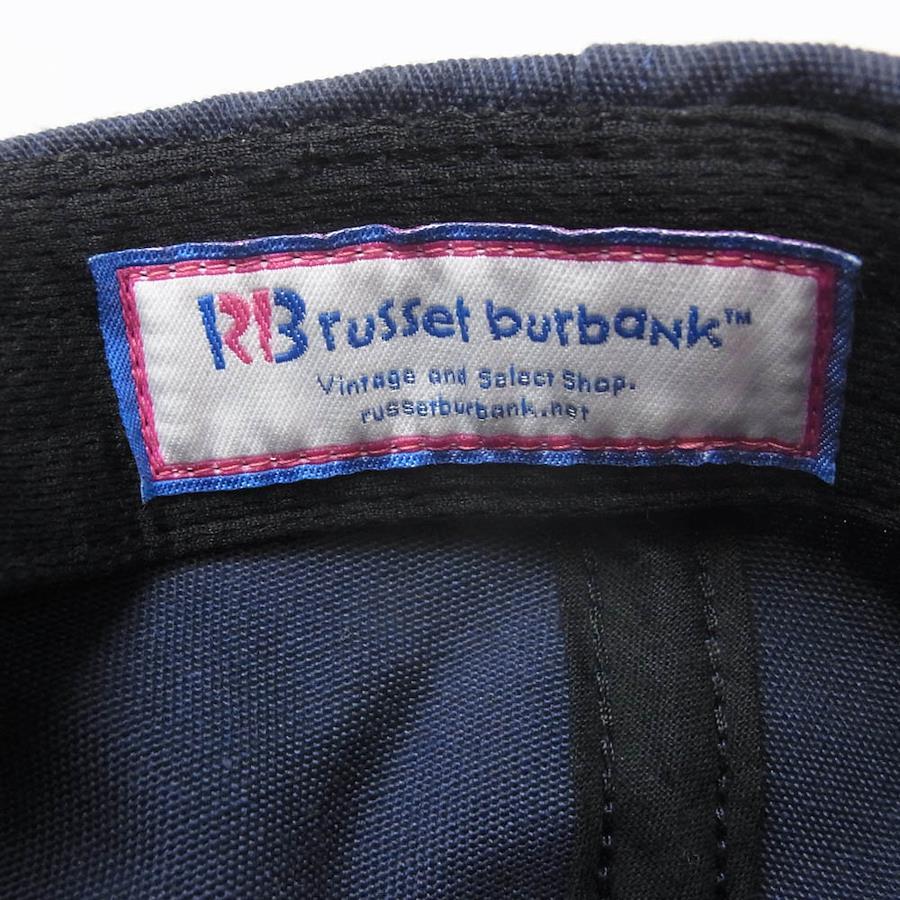 RB russet burbank™
Vintage and Select Shop.
russetburbank.net